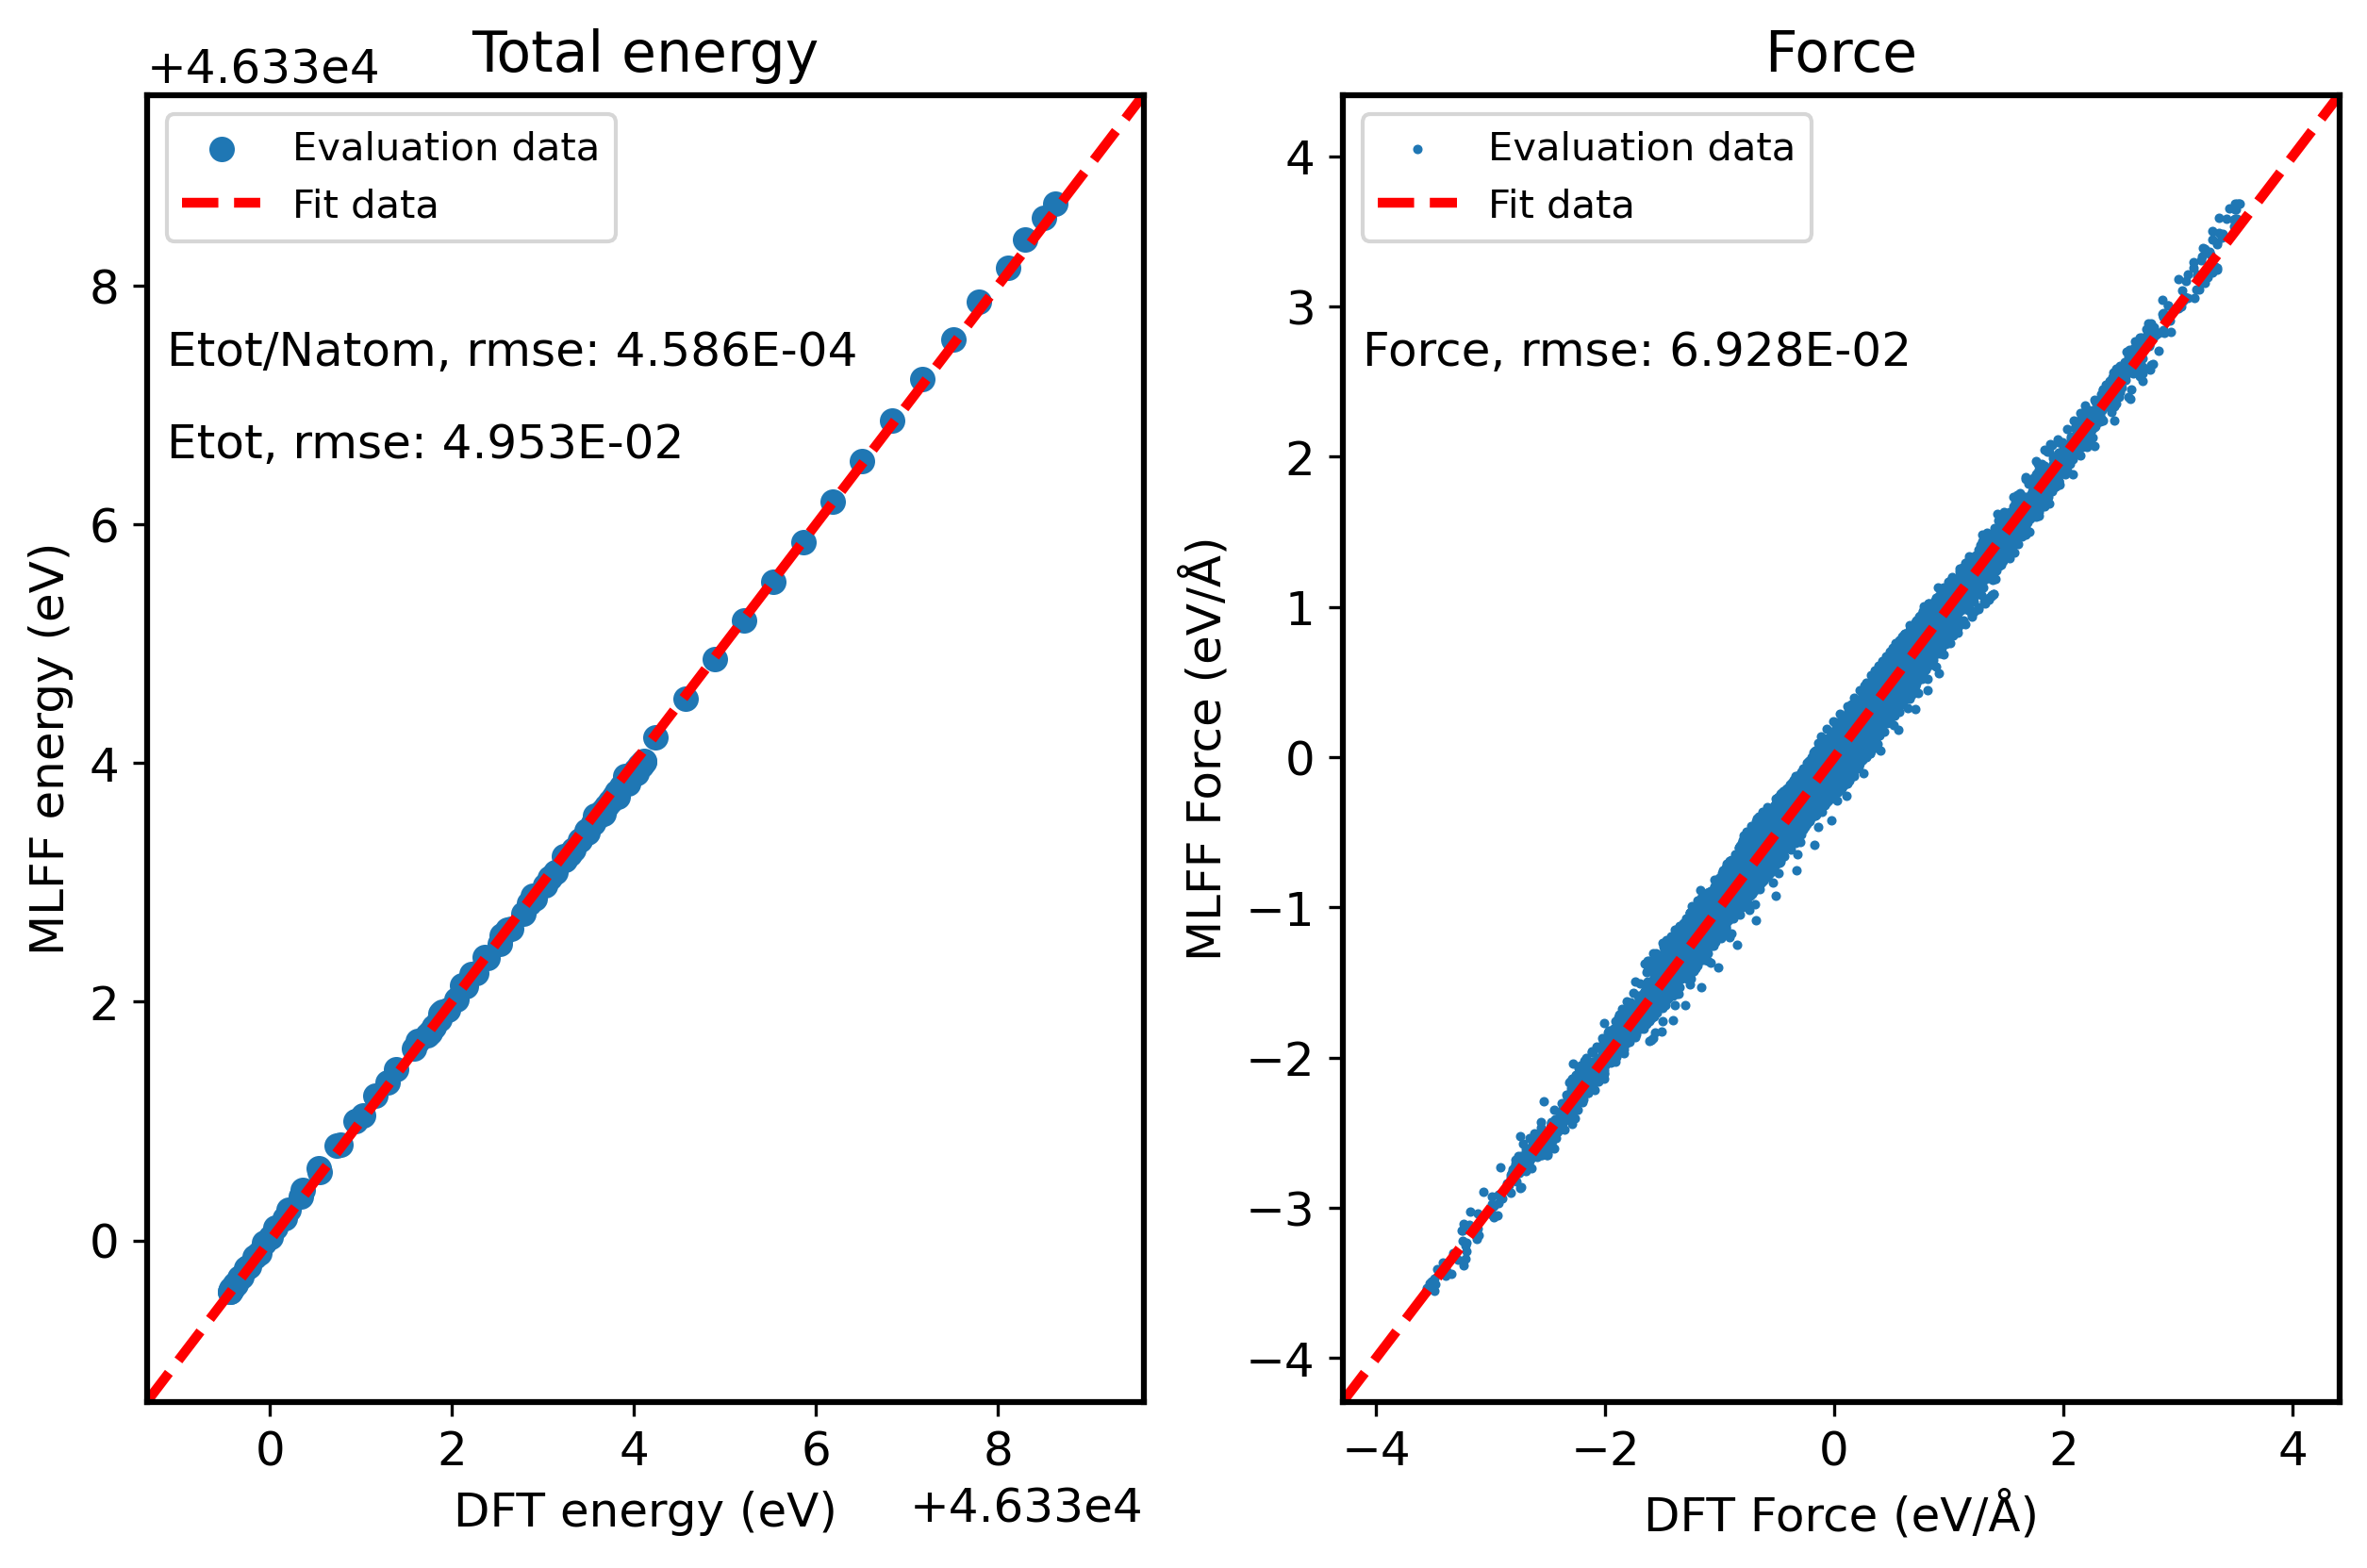 Total energy
+4.633e4
Evaluation data
Fit data
Etot/Natom, rmse: 4.586E-04
Etot, rmse: 4.953E-02
8
6
4
2
0
MLFF energy (eV)
0 2 4 6 8
DFT energy (eV)
+4.633e4
Force
Evaluation data
Fit data
Force, rmse: 6.928E-02
4
3
2
1
0
−1
−2
−3
−4
MLFF Force (eV/Å)
−4 −2 0 2 4
DFT Force (eV/Å)